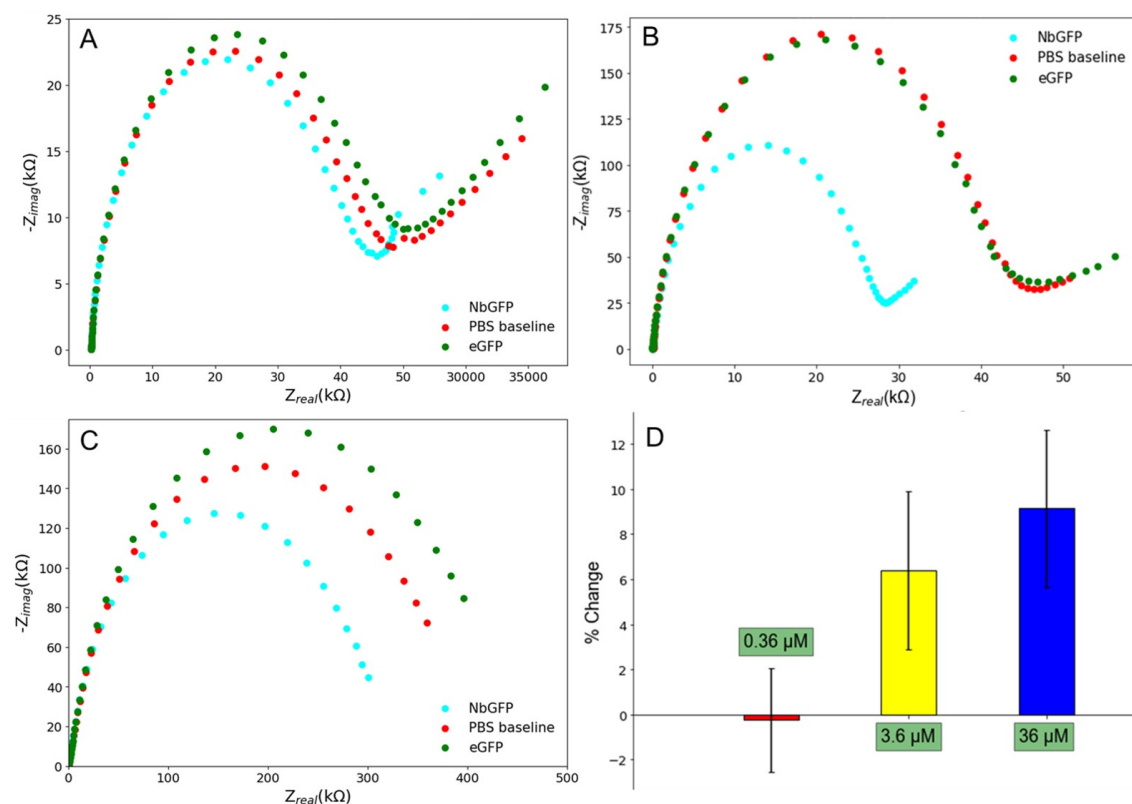 A
25
20
15
10
5
0
-Zimag(kΩ)
NbGFP
PBS baseline
eGFP
0 10 20 30 40 50 30000 35000
Zreal(kΩ)
B
175
150
125
100
75
50
25
0
-Zimag(kΩ)
NbGFP
PBS baseline
eGFP
0 10 20 30 40 50
Zreal(kΩ)
C
160
140
120
100
80
60
40
20
0
-Zimag(kΩ)
NbGFP
PBS baseline
eGFP
0 100 200 300 400 500
Zreal(kΩ)
D
12
10
8
6
4
2
0
−2
% Change
0.36 µM
3.6 µM
36 µM